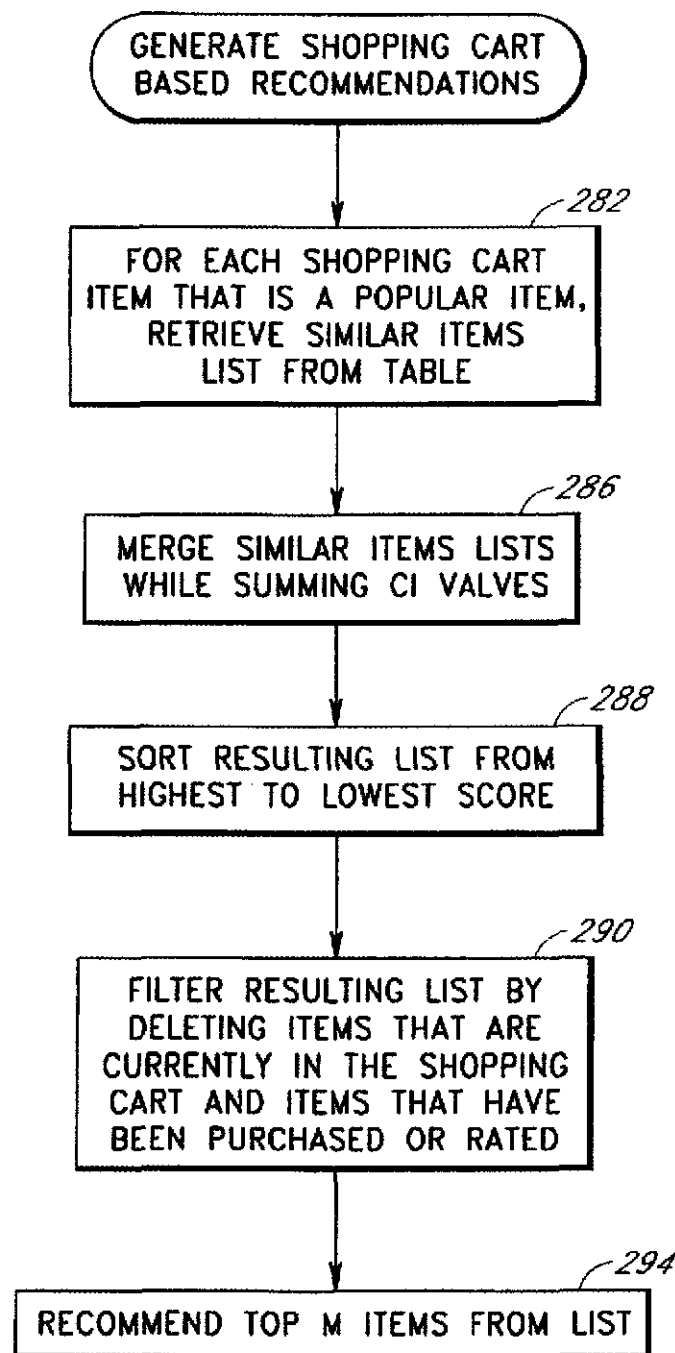 GENERATE SHOPPING CART
BASED RECOMMENDATIONS
282
FOR EACH SHOPPING CART
ITEM THAT IS A POPULAR ITEM,
RETRIEVE SIMILAR ITEMS
LIST FROM TABLE
286
MERGE SIMILAR ITEMS LISTS
WHILE SUMMING CI VALVES
288
SORT RESULTING LIST FROM
HIGHEST TO LOWEST SCORE
290
FILTER RESULTING LIST BY
DELETING ITEMS THAT ARE
CURRENTLY IN THE SHOPPING
CART AND ITEMS THAT HAVE
BEEN PURCHASED OR RATED
294
RECOMMEND TOP M ITEMS FROM LIST